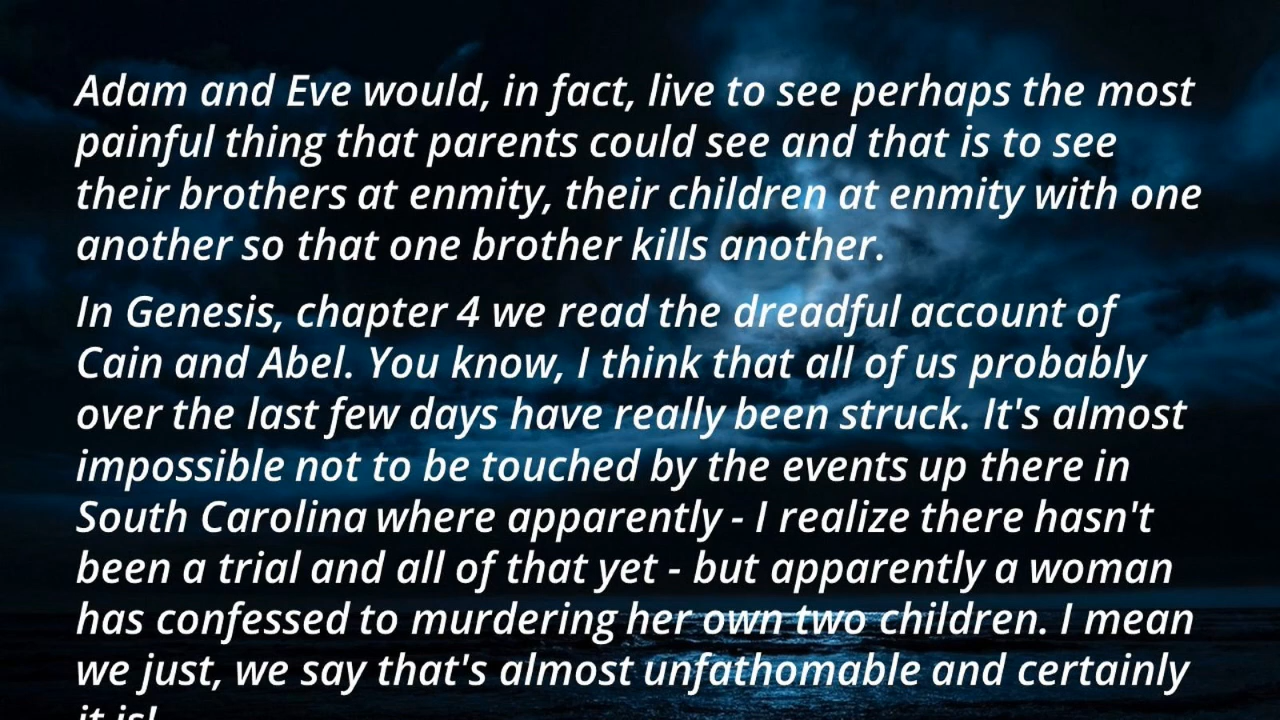 Adam and Eve would, in fact, live to see perhaps the most
painful thing that parents could see and that is to see
their brothers at enmity, their children at enmity with one
another so that one brother kills another.
In Genesis, chapter 4 we read the dreadful account of
Cain and Abel. You know, I think that all of us probably
over the last few days have really been struck. It's almost
impossible not to be touched by the events up there in
South Carolina where apparently - I realize there hasn't
been a trial and all of that yet - but apparently a woman
has confessed to murdering her own two children. I mean
we just, we say that's almost unfathomable and certainly
it is!